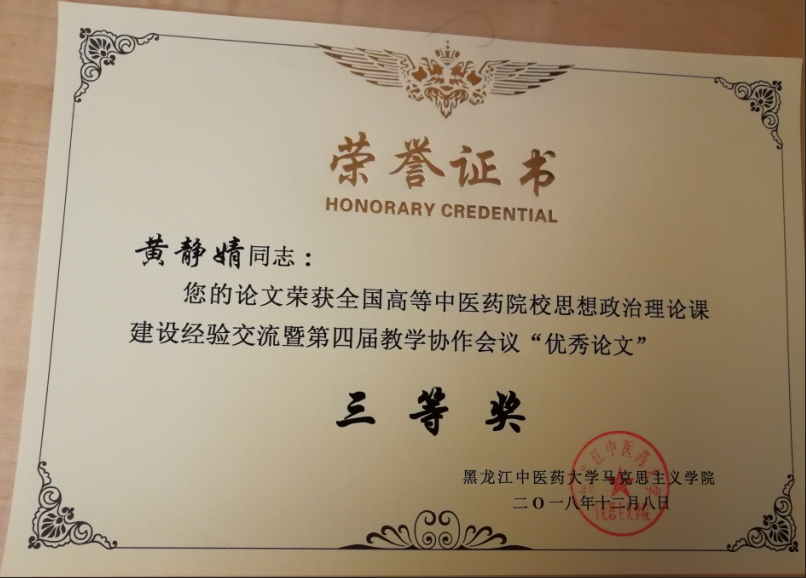 荣誉证书
HONORARY CREDENTIAL
黄静婧同志：
您的论文荣获全国高等中医药院校思想政治理论课
建设经验交流暨第四届教学协作会议“优秀论文”
三等奖
黑龙江中医药大学马克思主义学院
二〇一八年十二月八日